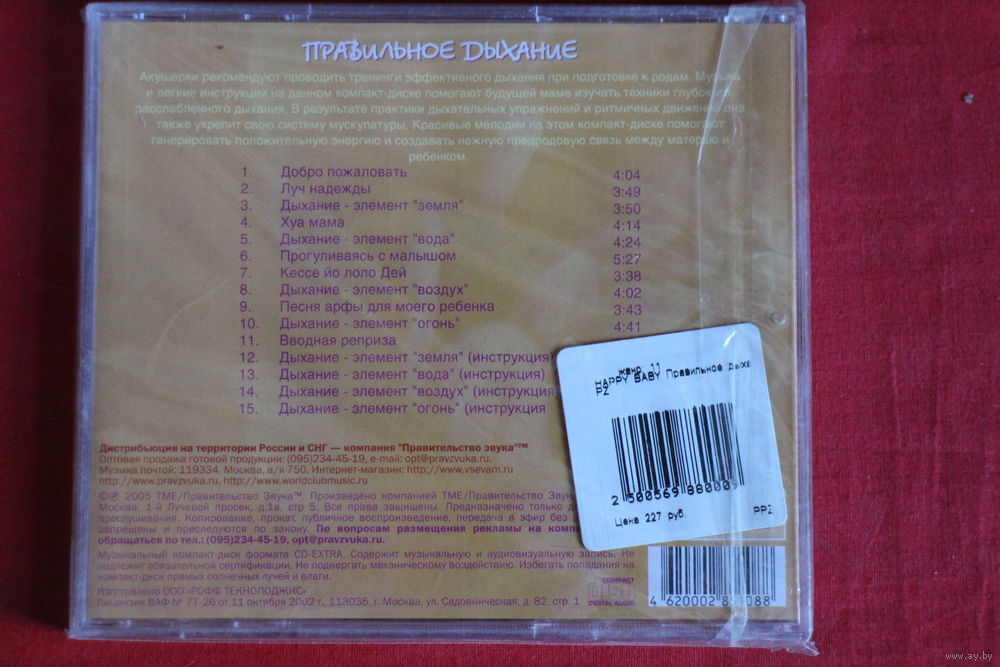 ПРАВИЛЬНОЕ ДЫХАНИЕ
Акушерки рекомендуют проводить тренинги эффективного дыхания при подготовке к родам. Музыка
и легкие инструкции на данном компакт-диске помогают будущей маме изучать техники глубокого,
расслабленного дыхания. В результате практики дыхательных упражнений и ритмичных движений она
также укрепит свою систему мускулатуры. Красивые мелодии на этом компакт-диске помогают
генерировать положительную энергию и создавать нежную предродовую связь между матерью и
ребенком.
1. Добро пожаловать 4:04
2. Луч надежды 3:49
3. Дыхание - элемент "земля" 3:50
4. Хуа мама 4:14
5. Дыхание - элемент "вода" 4:24
6. Прогуливаясь с малышом 5:27
7. Кессе йо лоло Дей 3:38
8. Дыхание - элемент "воздух" 4:02
9. Песня арфы для моего ребенка 3:43
10. Дыхание - элемент "огонь" 4:41
11. Вводная реприза
12. Дыхание - элемент "земля" (инструкция)
13. Дыхание - элемент "вода" (инструкция)
14. Дыхание - элемент "воздух" (инструкция)
15. Дыхание - элемент "огонь" (инструкция
жанр 11
HAPPY BABY Правильное дыха
PZ
2 500569 880009
Цена 227 руб PP2
Дистрибьюция на территории России и СНГ — компания "Правительство звука"™
Оптовая продажа готовой продукции: (095)234-45-19, e-mail: opt@pravzvuka.ru.
Музыка почтой: 119334, Москва, а/я 750. Интернет-магазин: http://www.vsevam.ru
http://www.pravzvuka.ru, http://www.worldclubmusic.ru
©℗ 2005 TME/Правительство Звука™. Произведено компанией TME/Правительство Звука
Москва, 1-й Лучевой просек, д.1а, стр 5. Все права защищены. Предназначено только д
прослушивания. Копирование, прокат, публичное воспроизведение, передача в эфир без р
запрещены и преследуются по закону. По вопросам размещения рекламы на комп
обращаться по тел.: (095)234-45-19, opt@pravzvuka.ru.
Музыкальный компакт-диск формата CD-EXTRA. Содержит музыкальную и аудиовизуальную запись. Не
подлежит обязательной сертификации. Не подвергать механическому воздействию. Избегать попадания на
компакт-диск прямых солнечных лучей и влаги.
Изготовлено ООО «РОФФ ТЕКНОЛОДЖИС»
Лицензия ВАФ № 77-26 от 11 октября 2002 г., 113035, г. Москва, ул. Садовническая, д. 82, стр. 1
COMPACT
DISC
DIGITAL AUDIO
www.ay.by